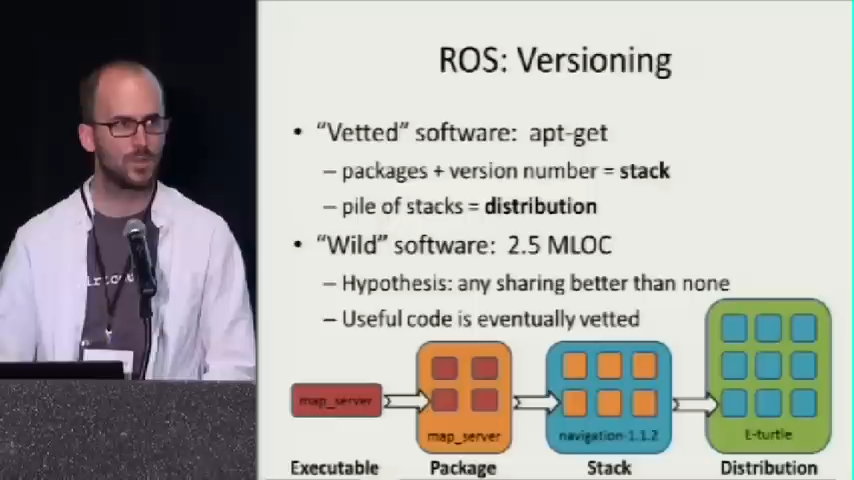 ROS: Versioning
• "Vetted" software: apt-get
– packages + version number = stack
– pile of stacks = distribution
• "Wild" software: 2.5 MLOC
– Hypothesis: any sharing better than none
– Useful code is eventually vetted
map_server
map_server
navigation-1.1.2
E-turtle
Executable
Package
Stack
Distribution